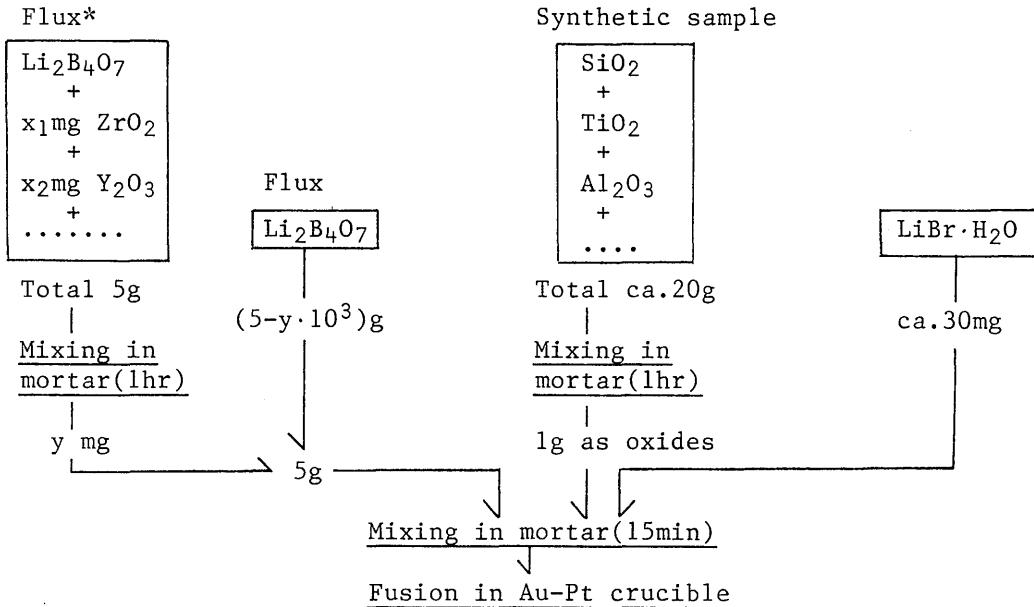 Flux*
Li₂B₄O₇
+
x₁mg ZrO₂
+
x₂mg Y₂O₃
+
.......
Total 5g
Mixing in
mortar(1hr)
y mg
Flux
Li₂B₄O₇
(5-y·10³)g
5g
Synthetic sample
SiO₂
+
TiO₂
+
Al₂O₃
+
....
Total ca.20g
Mixing in
mortar(1hr)
1g as oxides
LiBr·H₂O
ca.30mg
Mixing in mortar(15min)
Fusion in Au-Pt crucible